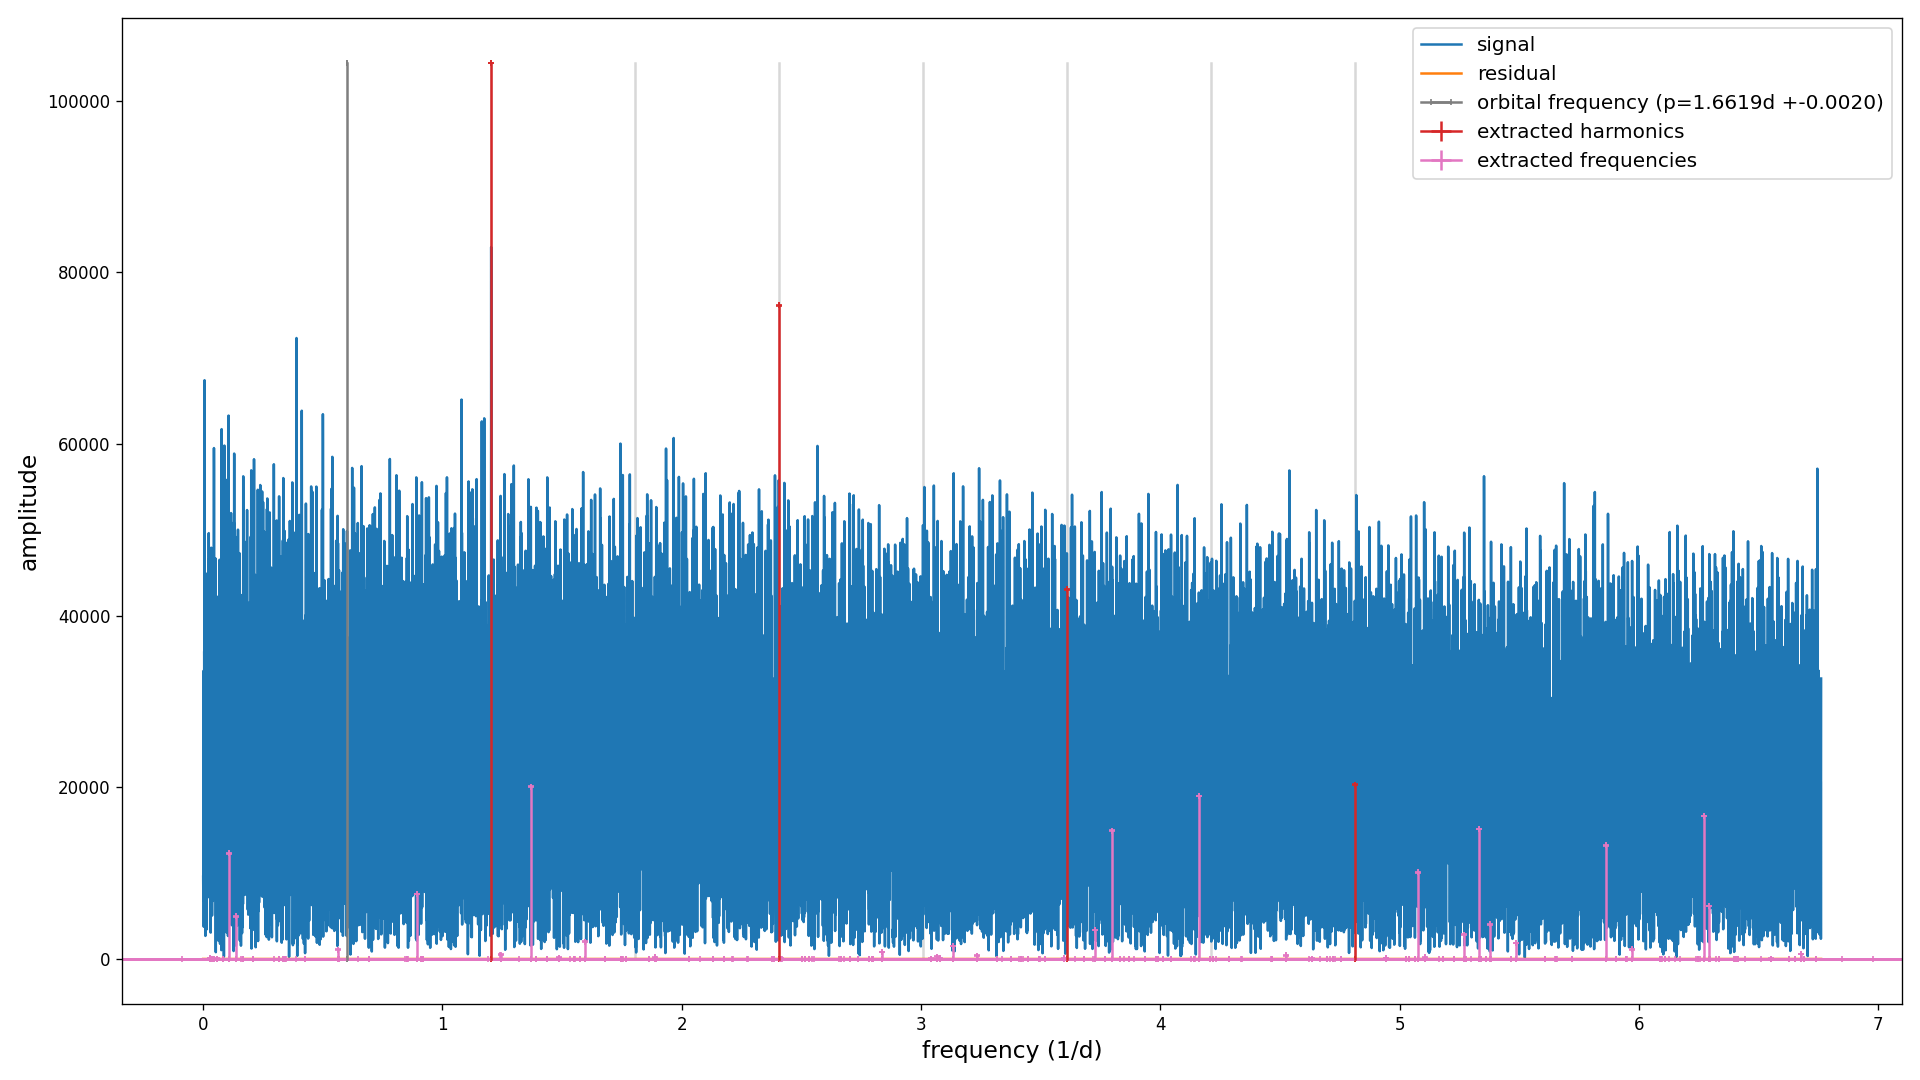 signal
residual
orbital frequency (p=1.6619d +-0.0020)
extracted harmonics
extracted frequencies
100000
80000
60000
40000
20000
0
amplitude
0 1 2 3 4 5 6 7
frequency (1/d)